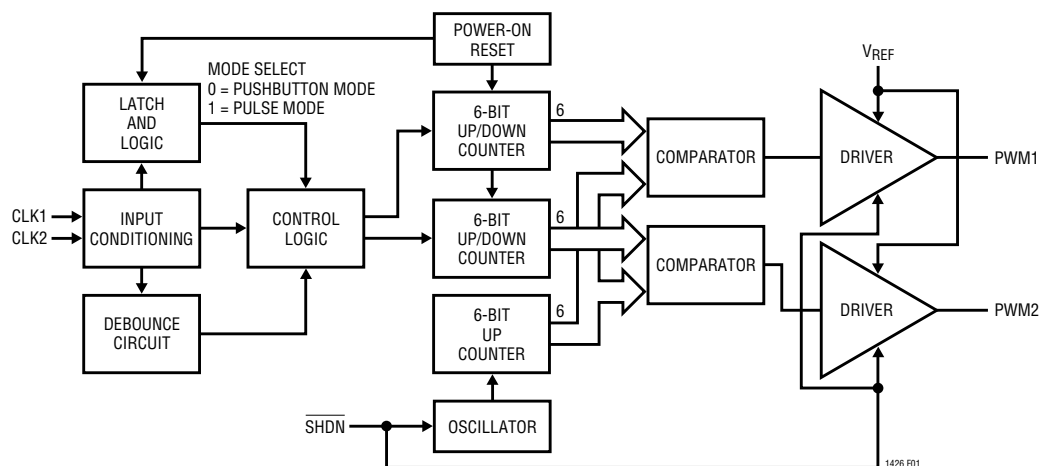 POWER-ON
RESET
VREF
MODE SELECT
0 = PUSHBUTTON MODE
1 = PULSE MODE
LATCH
AND
LOGIC
6-BIT
UP/DOWN
COUNTER
6
COMPARATOR
DRIVER
PWM1
CLK1
CLK2
INPUT
CONDITIONING
CONTROL
LOGIC
6-BIT
UP/DOWN
COUNTER
6
COMPARATOR
DEBOUNCE
CIRCUIT
6-BIT
UP
COUNTER
6
DRIVER
PWM2
SHDN
OSCILLATOR
1426 F01